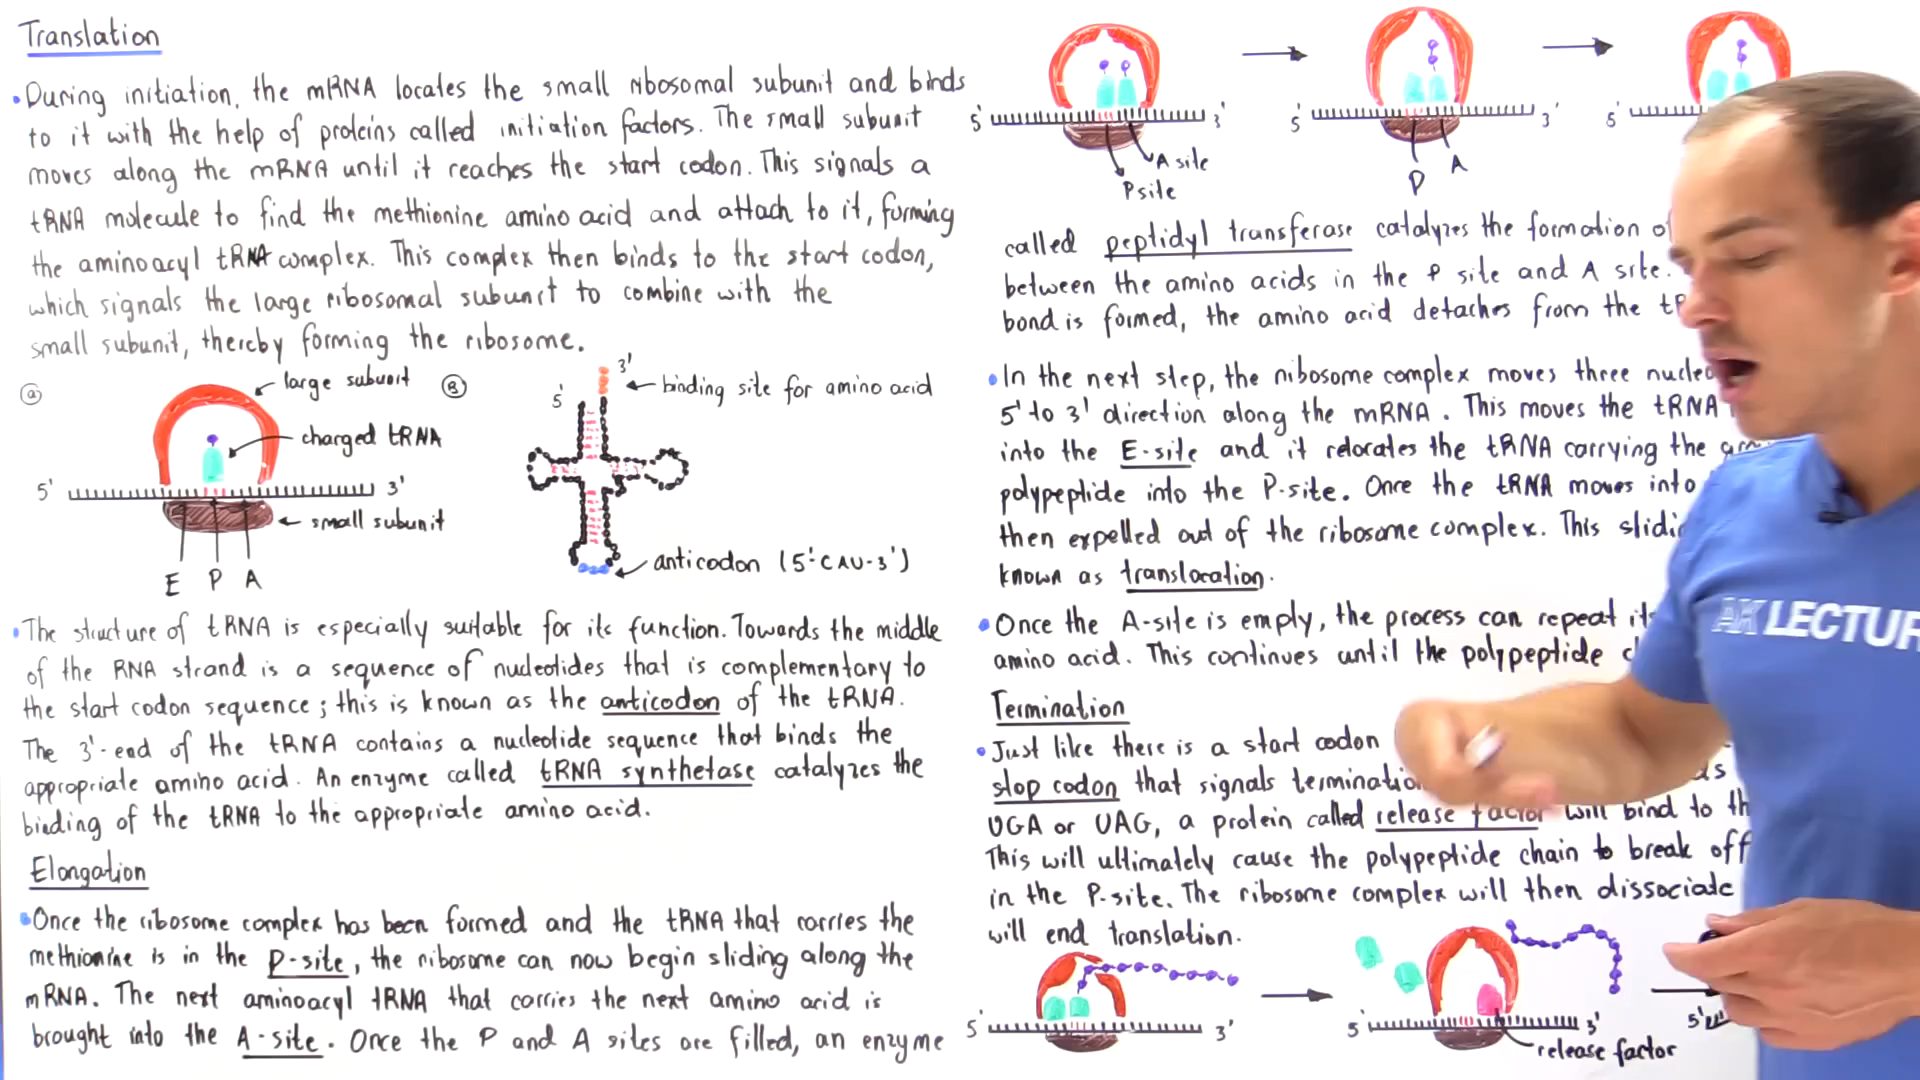 Translation
• During initiation, the mRNA locates the small ribosomal subunit and binds
to it with the help of proteins called initiation factors. The small subunit
moves along the mRNA until it reaches the start codon. This signals a
tRNA molecule to find the methionine amino acid and attach to it, forming
the aminoacyl tRNA complex. This complex then binds to the start codon,
which signals the large ribosomal subunit to combine with the
small subunit, thereby forming the ribosome.
a
large subunit
charged tRNA
5' 3'
small subunit
E P A
B
3'
5'
binding site for amino acid
anticodon (5'-CAU-3')
• The structure of tRNA is especially suitable for its function. Towards the middle
of the RNA strand is a sequence of nucleotides that is complementary to
the start codon sequence; this is known as the anticodon of the tRNA.
The 3'-end of the tRNA contains a nucleotide sequence that binds the
appropriate amino acid. An enzyme called tRNA synthetase catalyzes the
binding of the tRNA to the appropriate amino acid.
Elongation
• Once the ribosome complex has been formed and the tRNA that carries the
methionine is in the P-site, the ribosome can now begin sliding along the
mRNA. The next aminoacyl tRNA that carries the next amino acid is
brought into the A-site. Once the P and A sites are filled, an enzyme
5' 3' 5' 3' 5'
A site
P site
P A
called peptidyl transferase catalyzes the formation of
between the amino acids in the P site and A site.
bond is formed, the amino acid detaches from the
• In the next step, the ribosome complex moves three
5' to 3' direction along the mRNA. This moves the tRNA
into the E-site and it relocates the tRNA carrying the
polypeptide into the P-site. Once the tRNA moves into
then expelled out of the ribosome complex. This
known as translocation.
• Once the A-site is empty, the process can repeat
amino acid. This continues until the polypeptide
Termination
• Just like there is a start codon
stop codon that signals
UGA or UAG, a protein called release factor will bind to
This will ultimately cause the polypeptide chain to break off
in the P-site. The ribosome complex will then dissociate
will end translation.
5' 3' 5' 3' 5'
release factor
AK LECTUR